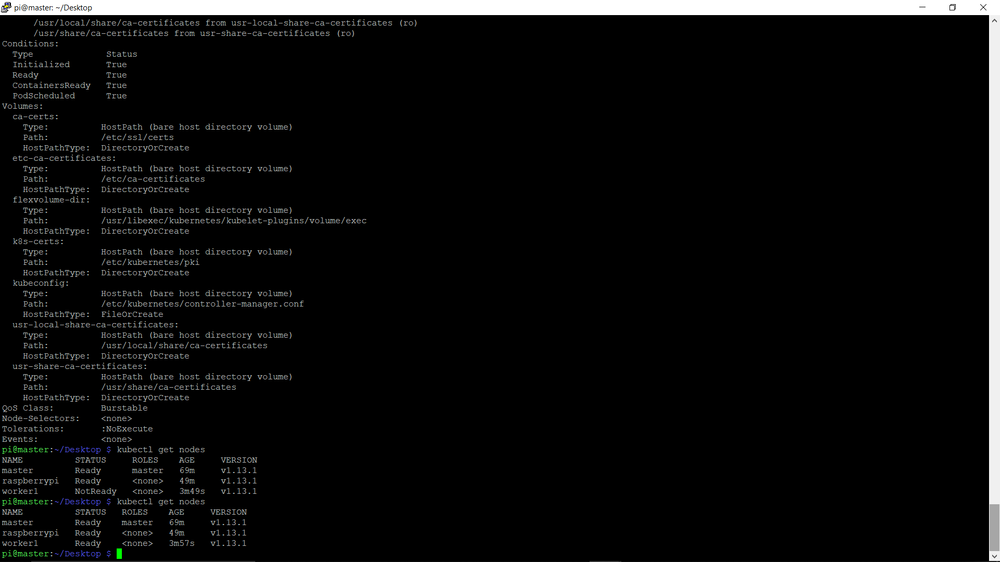 pi@master: ~/Desktop
/usr/local/share/ca-certificates from usr-local-share-ca-certificates (ro)
/usr/share/ca-certificates from usr-share-ca-certificates (ro)
Conditions:
Type Status
Initialized True
Ready True
ContainersReady True
PodScheduled True
Volumes:
ca-certs:
Type: HostPath (bare host directory volume)
Path: /etc/ssl/certs
HostPathType: DirectoryOrCreate
etc-ca-certificates:
Type: HostPath (bare host directory volume)
Path: /etc/ca-certificates
HostPathType: DirectoryOrCreate
flexvolume-dir:
Type: HostPath (bare host directory volume)
Path: /usr/libexec/kubernetes/kubelet-plugins/volume/exec
HostPathType: DirectoryOrCreate
k8s-certs:
Type: HostPath (bare host directory volume)
Path: /etc/kubernetes/pki
HostPathType: DirectoryOrCreate
kubeconfig:
Type: HostPath (bare host directory volume)
Path: /etc/kubernetes/controller-manager.conf
HostPathType: FileOrCreate
usr-local-share-ca-certificates:
Type: HostPath (bare host directory volume)
Path: /usr/local/share/ca-certificates
HostPathType: DirectoryOrCreate
usr-share-ca-certificates:
Type: HostPath (bare host directory volume)
Path: /usr/share/ca-certificates
HostPathType: DirectoryOrCreate
QoS Class: Burstable
Node-Selectors: <none>
Tolerations: :NoExecute
Events: <none>
pi@master:~/Desktop $ kubectl get nodes
NAME STATUS ROLES AGE VERSION
master Ready master 69m v1.13.1
raspberrypi Ready <none> 49m v1.13.1
worker1 NotReady <none> 3m49s v1.13.1
pi@master:~/Desktop $ kubectl get nodes
NAME STATUS ROLES AGE VERSION
master Ready master 69m v1.13.1
raspberrypi Ready <none> 49m v1.13.1
worker1 Ready <none> 3m57s v1.13.1
pi@master:~/Desktop $